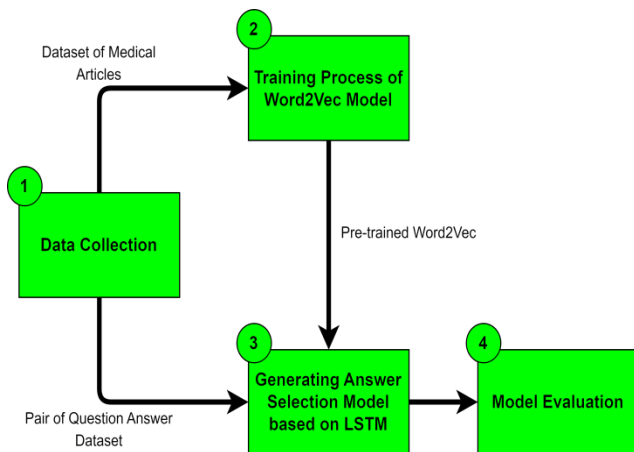 Dataset of Medical
Articles
2
Training Process of
Word2Vec Model
1
Data Collection
Pre-trained Word2Vec
3
Generating Answer
Selection Model
based on LSTM
4
Model Evaluation
Pair of Question Answer
Dataset